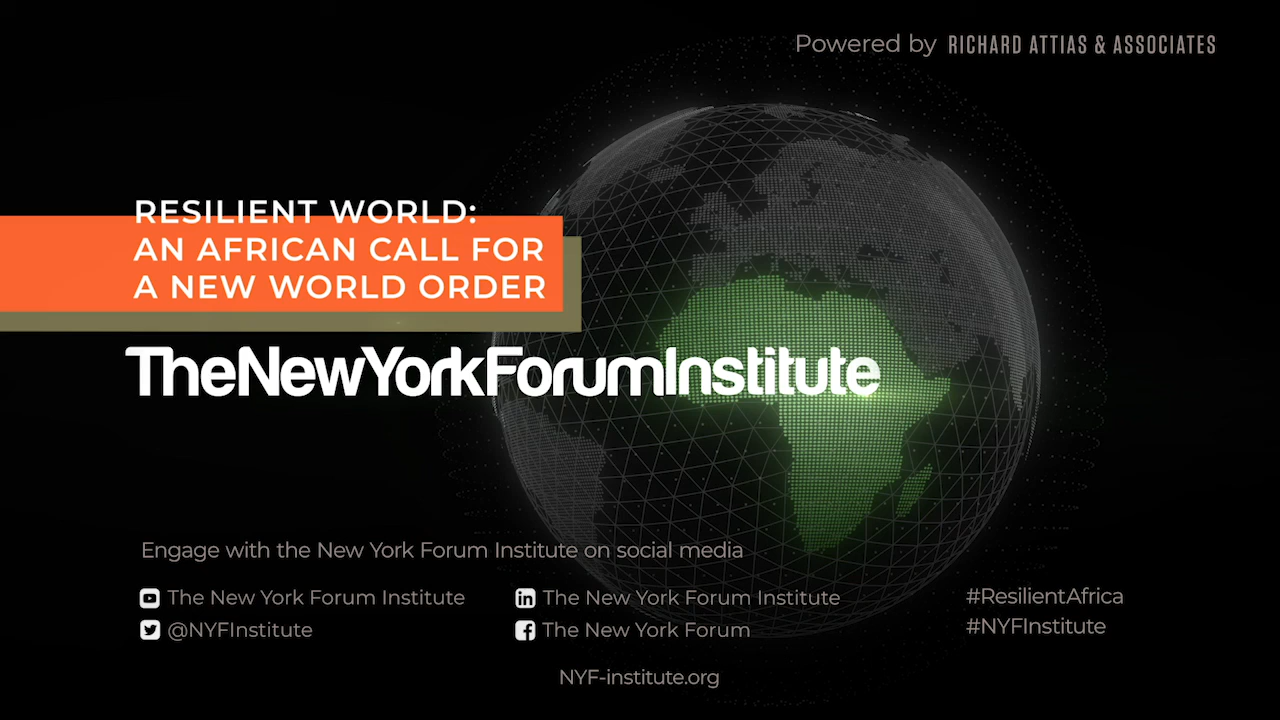 Powered by RICHARD ATTIAS & ASSOCIATES
RESILIENT WORLD:
AN AFRICAN CALL FOR
A NEW WORLD ORDER
TheNewYorkForumInstitute
Engage with the New York Forum Institute on social media
The New York Forum Institute
@NYFInstitute
The New York Forum Institute
The New York Forum
#ResilientAfrica
#NYFInstitute
NYF-institute.org